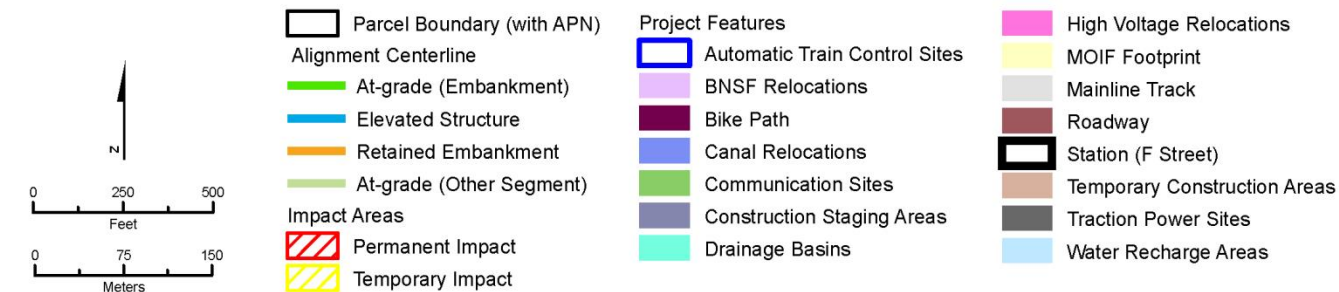 N
0 250 500
Feet
0 75 150
Meters
Parcel Boundary (with APN)
Alignment Centerline
At-grade (Embankment)
Elevated Structure
Retained Embankment
At-grade (Other Segment)
Impact Areas
Permanent Impact
Temporary Impact
Project Features
Automatic Train Control Sites
BNSF Relocations
Bike Path
Canal Relocations
Communication Sites
Construction Staging Areas
Drainage Basins
High Voltage Relocations
MOIF Footprint
Mainline Track
Roadway
Station (F Street)
Temporary Construction Areas
Traction Power Sites
Water Recharge Areas